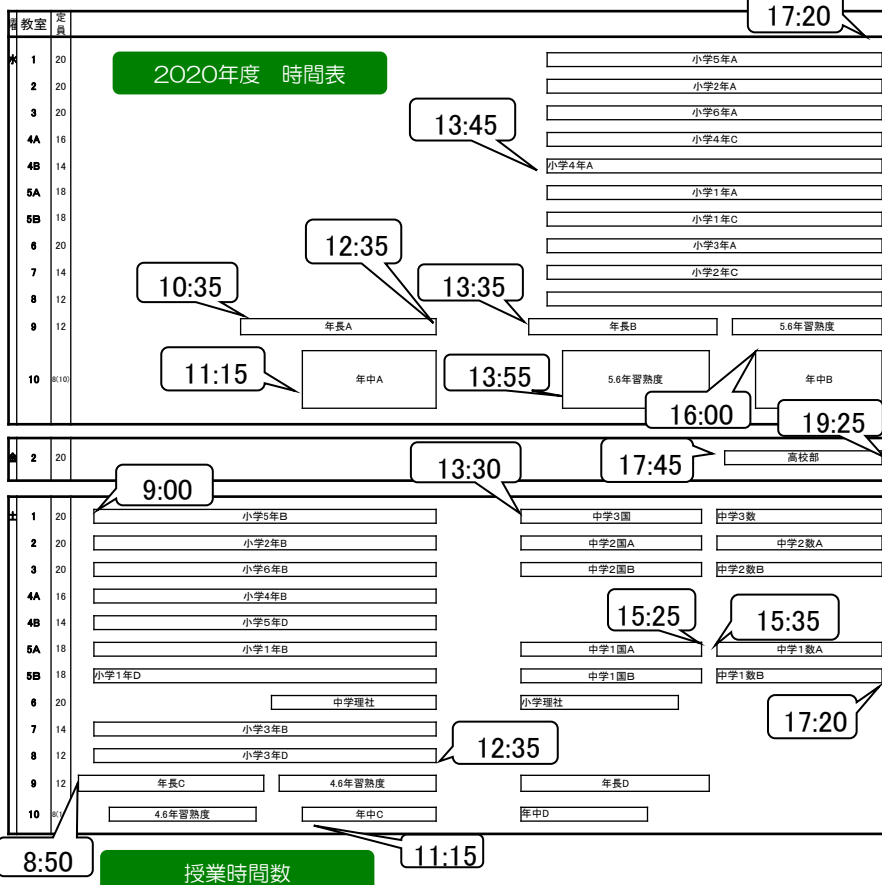 17:20
曜 教室 定員
水 1 20 小学5年A
2020年度 時間表
2 20 小学2年A
3 20 小学6年A
13:45
4A 16 小学4年C
4B 14 小学4年A
5A 18 小学1年A
5B 18 小学1年C
12:35
6 20 小学3年A
7 14 小学2年C
10:35
13:35
8 12
9 12 年長A 年長B 5.6年習熟度
11:15
13:55
10 8(10) 年中A 5.6年習熟度 年中B
16:00
19:25
金 2 20 高校部
17:45
13:30
9:00
土 1 20 小学5年B 中学3国 中学3数
2 20 小学2年B 中学2国A 中学2数A
3 20 小学6年B 中学2国B 中学2数B
4A 16 小学4年B
4B 14 小学5年D
15:25
15:35
5A 18 小学1年B 中学1国A 中学1数A
5B 18 小学1年D 中学1国B 中学1数B
6 20 中学理社 小学理社
17:20
7 14 小学3年B
8 12 小学3年D
12:35
9 12 年長C 4.6年習熟度 年長D
10 4.6年習熟度 年中C 年中D
8:50
11:15
授業時間数